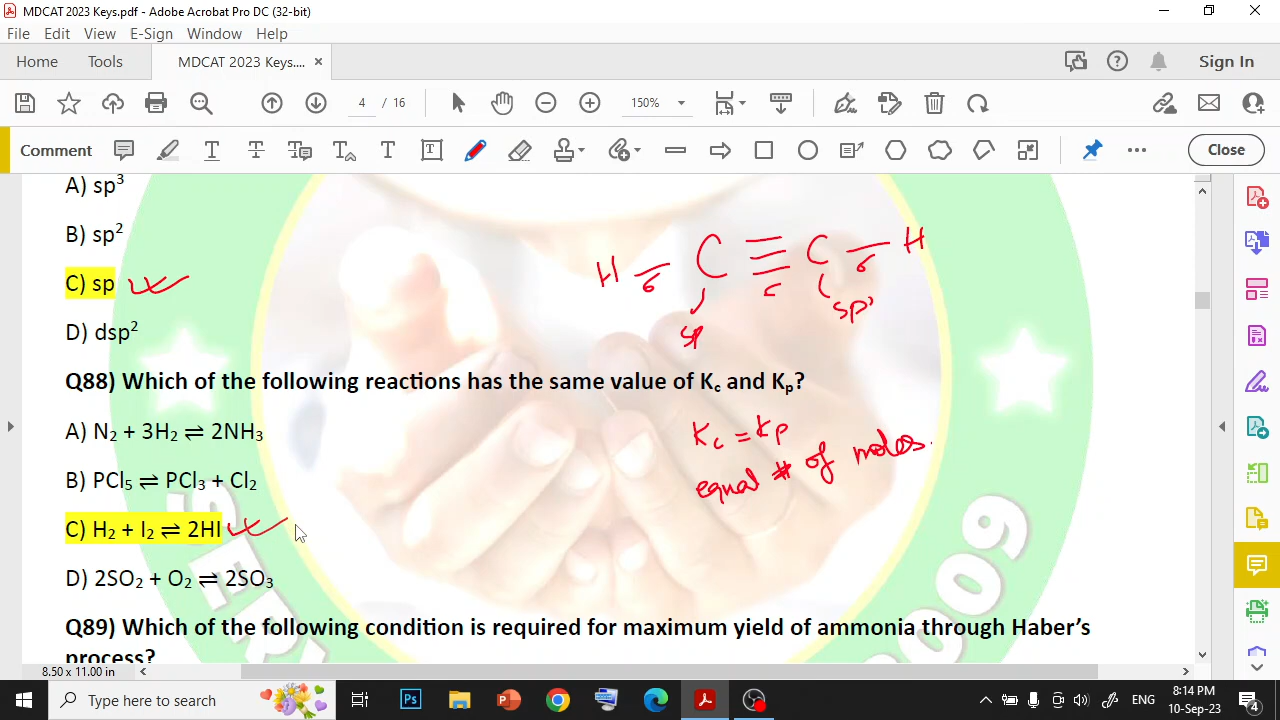 MDCAT 2023 Keys.pdf - Adobe Acrobat Pro DC (32-bit)
File Edit View E-Sign Window Help
Home Tools MDCAT 2023 Keys.... × Sign In
4 / 16 150%
Comment Close
A) sp³
B) sp²
C) sp
D) dsp²
H C C H
б б б
sp sp
Q88) Which of the following reactions has the same value of Kc and Kp?
A) N₂ + 3H₂ ⇌ 2NH₃
Kc = Kp
equal # of moles.
B) PCl₅ ⇌ PCl₃ + Cl₂
C) H₂ + I₂ ⇌ 2HI
D) 2SO₂ + O₂ ⇌ 2SO₃
Q89) Which of the following condition is required for maximum yield of ammonia through Haber's
process?
SER
2009
8.50 x 11.00 in
Type here to search
Ps
ENG
8:14 PM
10-Sep-23
4